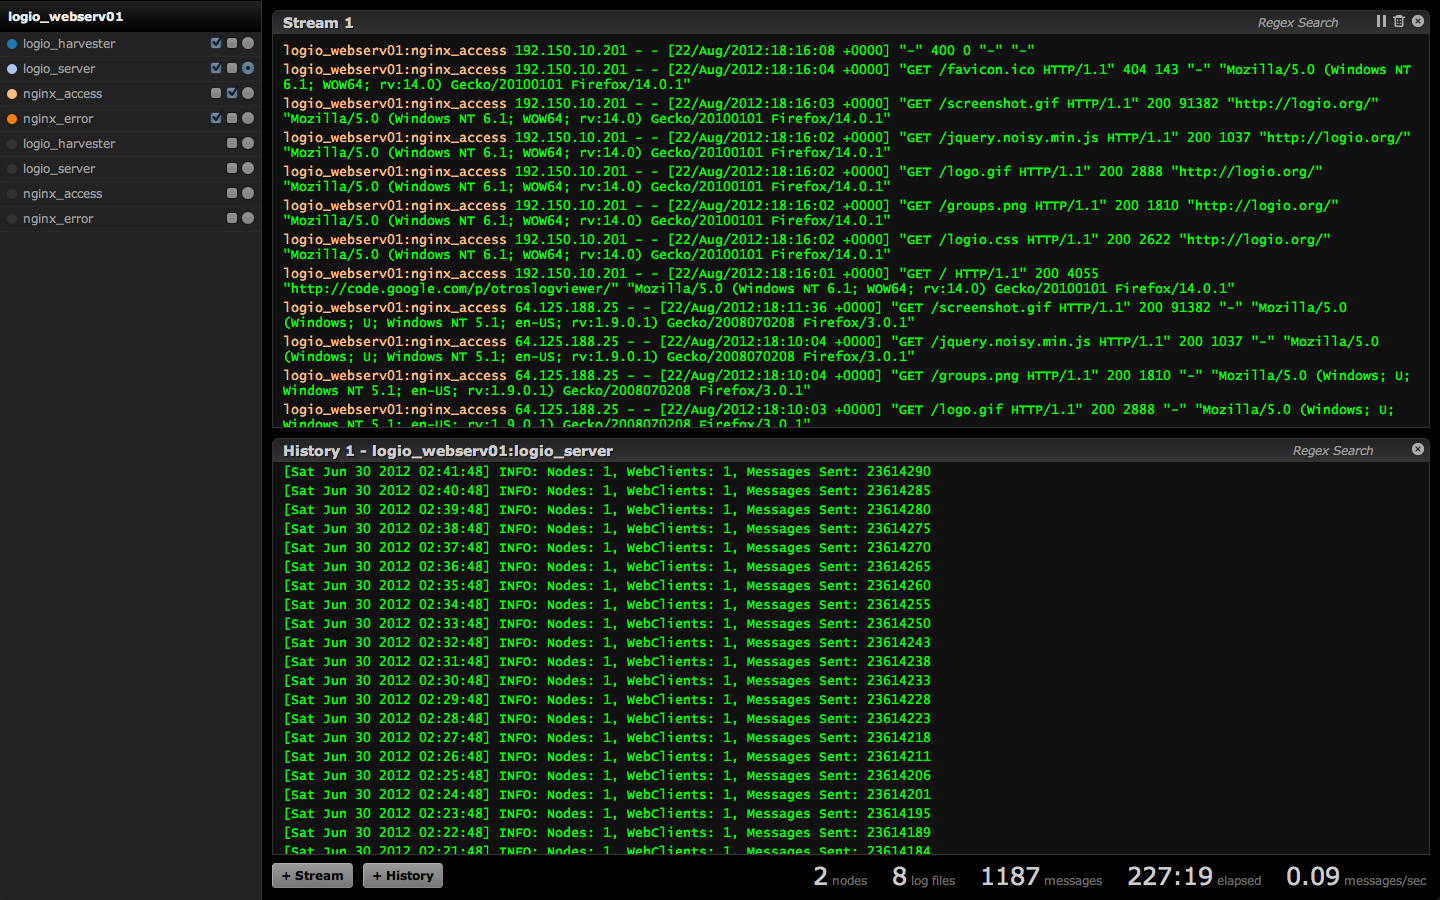 logio_webserv01
logio_harvester
logio_server
nginx_access
nginx_error
logio_harvester
logio_server
nginx_access
nginx_error
Stream 1
Regex Search
logio_webserv01:nginx_access 192.150.10.201 - - [22/Aug/2012:18:16:08 +0000] "-" 400 0 "-" "-"
logio_webserv01:nginx_access 192.150.10.201 - - [22/Aug/2012:18:16:04 +0000] "GET /favicon.ico HTTP/1.1" 404 143 "-" "Mozilla/5.0 (Windows NT
6.1; WOW64; rv:14.0) Gecko/20100101 Firefox/14.0.1"
logio_webserv01:nginx_access 192.150.10.201 - - [22/Aug/2012:18:16:03 +0000] "GET /screenshot.gif HTTP/1.1" 200 91382 "http://logio.org/"
"Mozilla/5.0 (Windows NT 6.1; WOW64; rv:14.0) Gecko/20100101 Firefox/14.0.1"
logio_webserv01:nginx_access 192.150.10.201 - - [22/Aug/2012:18:16:02 +0000] "GET /jquery.noisy.min.js HTTP/1.1" 200 1037 "http://logio.org/"
"Mozilla/5.0 (Windows NT 6.1; WOW64; rv:14.0) Gecko/20100101 Firefox/14.0.1"
logio_webserv01:nginx_access 192.150.10.201 - - [22/Aug/2012:18:16:02 +0000] "GET /logo.gif HTTP/1.1" 200 2888 "http://logio.org/"
"Mozilla/5.0 (Windows NT 6.1; WOW64; rv:14.0) Gecko/20100101 Firefox/14.0.1"
logio_webserv01:nginx_access 192.150.10.201 - - [22/Aug/2012:18:16:02 +0000] "GET /groups.png HTTP/1.1" 200 1810 "http://logio.org/"
"Mozilla/5.0 (Windows NT 6.1; WOW64; rv:14.0) Gecko/20100101 Firefox/14.0.1"
logio_webserv01:nginx_access 192.150.10.201 - - [22/Aug/2012:18:16:02 +0000] "GET /logio.css HTTP/1.1" 200 2622 "http://logio.org/"
"Mozilla/5.0 (Windows NT 6.1; WOW64; rv:14.0) Gecko/20100101 Firefox/14.0.1"
logio_webserv01:nginx_access 192.150.10.201 - - [22/Aug/2012:18:16:01 +0000] "GET / HTTP/1.1" 200 4055
"http://code.google.com/p/otroslogviewer/" "Mozilla/5.0 (Windows NT 6.1; WOW64; rv:14.0) Gecko/20100101 Firefox/14.0.1"
logio_webserv01:nginx_access 64.125.188.25 - - [22/Aug/2012:18:11:36 +0000] "GET /screenshot.gif HTTP/1.1" 200 91382 "-" "Mozilla/5.0
(Windows; U; Windows NT 5.1; en-US; rv:1.9.0.1) Gecko/2008070208 Firefox/3.0.1"
logio_webserv01:nginx_access 64.125.188.25 - - [22/Aug/2012:18:10:04 +0000] "GET /jquery.noisy.min.js HTTP/1.1" 200 1037 "-" "Mozilla/5.0
(Windows; U; Windows NT 5.1; en-US; rv:1.9.0.1) Gecko/2008070208 Firefox/3.0.1"
logio_webserv01:nginx_access 64.125.188.25 - - [22/Aug/2012:18:10:04 +0000] "GET /groups.png HTTP/1.1" 200 1810 "-" "Mozilla/5.0 (Windows; U;
Windows NT 5.1; en-US; rv:1.9.0.1) Gecko/2008070208 Firefox/3.0.1"
logio_webserv01:nginx_access 64.125.188.25 - - [22/Aug/2012:18:10:03 +0000] "GET /logo.gif HTTP/1.1" 200 2888 "-" "Mozilla/5.0 (Windows; U;
Windows NT 5.1; en-US; rv:1.9.0.1) Gecko/2008070208 Firefox/3.0.1"
History 1 - logio_webserv01:logio_server
Regex Search
[Sat Jun 30 2012 02:41:48] INFO: Nodes: 1, WebClients: 1, Messages Sent: 23614290
[Sat Jun 30 2012 02:40:48] INFO: Nodes: 1, WebClients: 1, Messages Sent: 23614285
[Sat Jun 30 2012 02:39:48] INFO: Nodes: 1, WebClients: 1, Messages Sent: 23614280
[Sat Jun 30 2012 02:38:48] INFO: Nodes: 1, WebClients: 1, Messages Sent: 23614275
[Sat Jun 30 2012 02:37:48] INFO: Nodes: 1, WebClients: 1, Messages Sent: 23614270
[Sat Jun 30 2012 02:36:48] INFO: Nodes: 1, WebClients: 1, Messages Sent: 23614265
[Sat Jun 30 2012 02:35:48] INFO: Nodes: 1, WebClients: 1, Messages Sent: 23614260
[Sat Jun 30 2012 02:34:48] INFO: Nodes: 1, WebClients: 1, Messages Sent: 23614255
[Sat Jun 30 2012 02:33:48] INFO: Nodes: 1, WebClients: 1, Messages Sent: 23614250
[Sat Jun 30 2012 02:32:48] INFO: Nodes: 1, WebClients: 1, Messages Sent: 23614243
[Sat Jun 30 2012 02:31:48] INFO: Nodes: 1, WebClients: 1, Messages Sent: 23614238
[Sat Jun 30 2012 02:30:48] INFO: Nodes: 1, WebClients: 1, Messages Sent: 23614233
[Sat Jun 30 2012 02:29:48] INFO: Nodes: 1, WebClients: 1, Messages Sent: 23614228
[Sat Jun 30 2012 02:28:48] INFO: Nodes: 1, WebClients: 1, Messages Sent: 23614223
[Sat Jun 30 2012 02:27:48] INFO: Nodes: 1, WebClients: 1, Messages Sent: 23614218
[Sat Jun 30 2012 02:26:48] INFO: Nodes: 1, WebClients: 1, Messages Sent: 23614211
[Sat Jun 30 2012 02:25:48] INFO: Nodes: 1, WebClients: 1, Messages Sent: 23614206
[Sat Jun 30 2012 02:24:48] INFO: Nodes: 1, WebClients: 1, Messages Sent: 23614201
[Sat Jun 30 2012 02:23:48] INFO: Nodes: 1, WebClients: 1, Messages Sent: 23614195
[Sat Jun 30 2012 02:22:48] INFO: Nodes: 1, WebClients: 1, Messages Sent: 23614189
[Sat Jun 30 2012 02:21:48] INFO: Nodes: 1, WebClients: 1, Messages Sent: 23614184
+ Stream
+ History
2 nodes
8 log files
1187 messages
227:19 elapsed
0.09 messages/sec